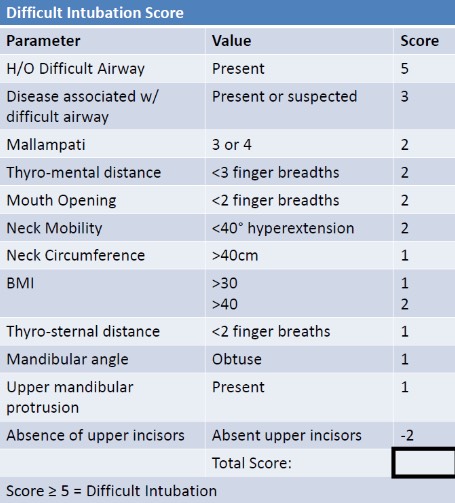 Difficult Intubation Score
Parameter Value Score
H/O Difficult Airway Present 5
Disease associated w/ Present or suspected 3
difficult airway
Mallampati 3 or 4 2
Thyro-mental distance <3 finger breadths 2
Mouth Opening <2 finger breadths 2
Neck Mobility <40° hyperextension 2
Neck Circumference >40cm 1
BMI >30 1
>40 2
Thyro-sternal distance <2 finger breaths 1
Mandibular angle Obtuse 1
Upper mandibular Present 1
protrusion
Absence of upper incisors Absent upper incisors -2
Total Score:
Score ≥ 5 = Difficult Intubation